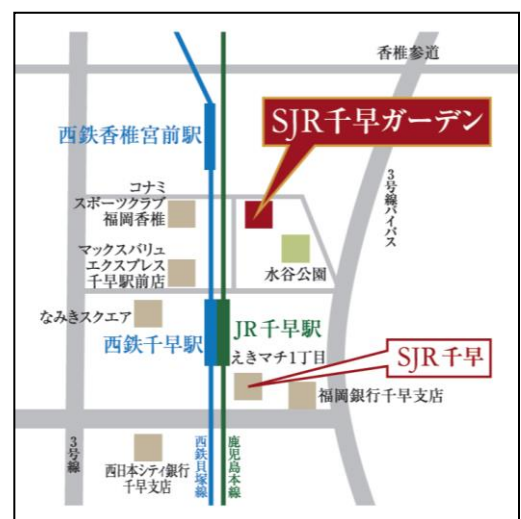 香椎参道
SJR千早ガーデン
西鉄香椎宮前駅
コナミ
スポーツクラブ
福岡香椎
3号線バイパス
マックスバリュ
エクスプレス
千早駅前店
水谷公園
なみきスクエア
西鉄千早駅
JR千早駅
えきマチ1丁目
SJR千早
福岡銀行千早支店
3号線
西日本シティ銀行
千早支店
西鉄貝塚線
鹿児島本線